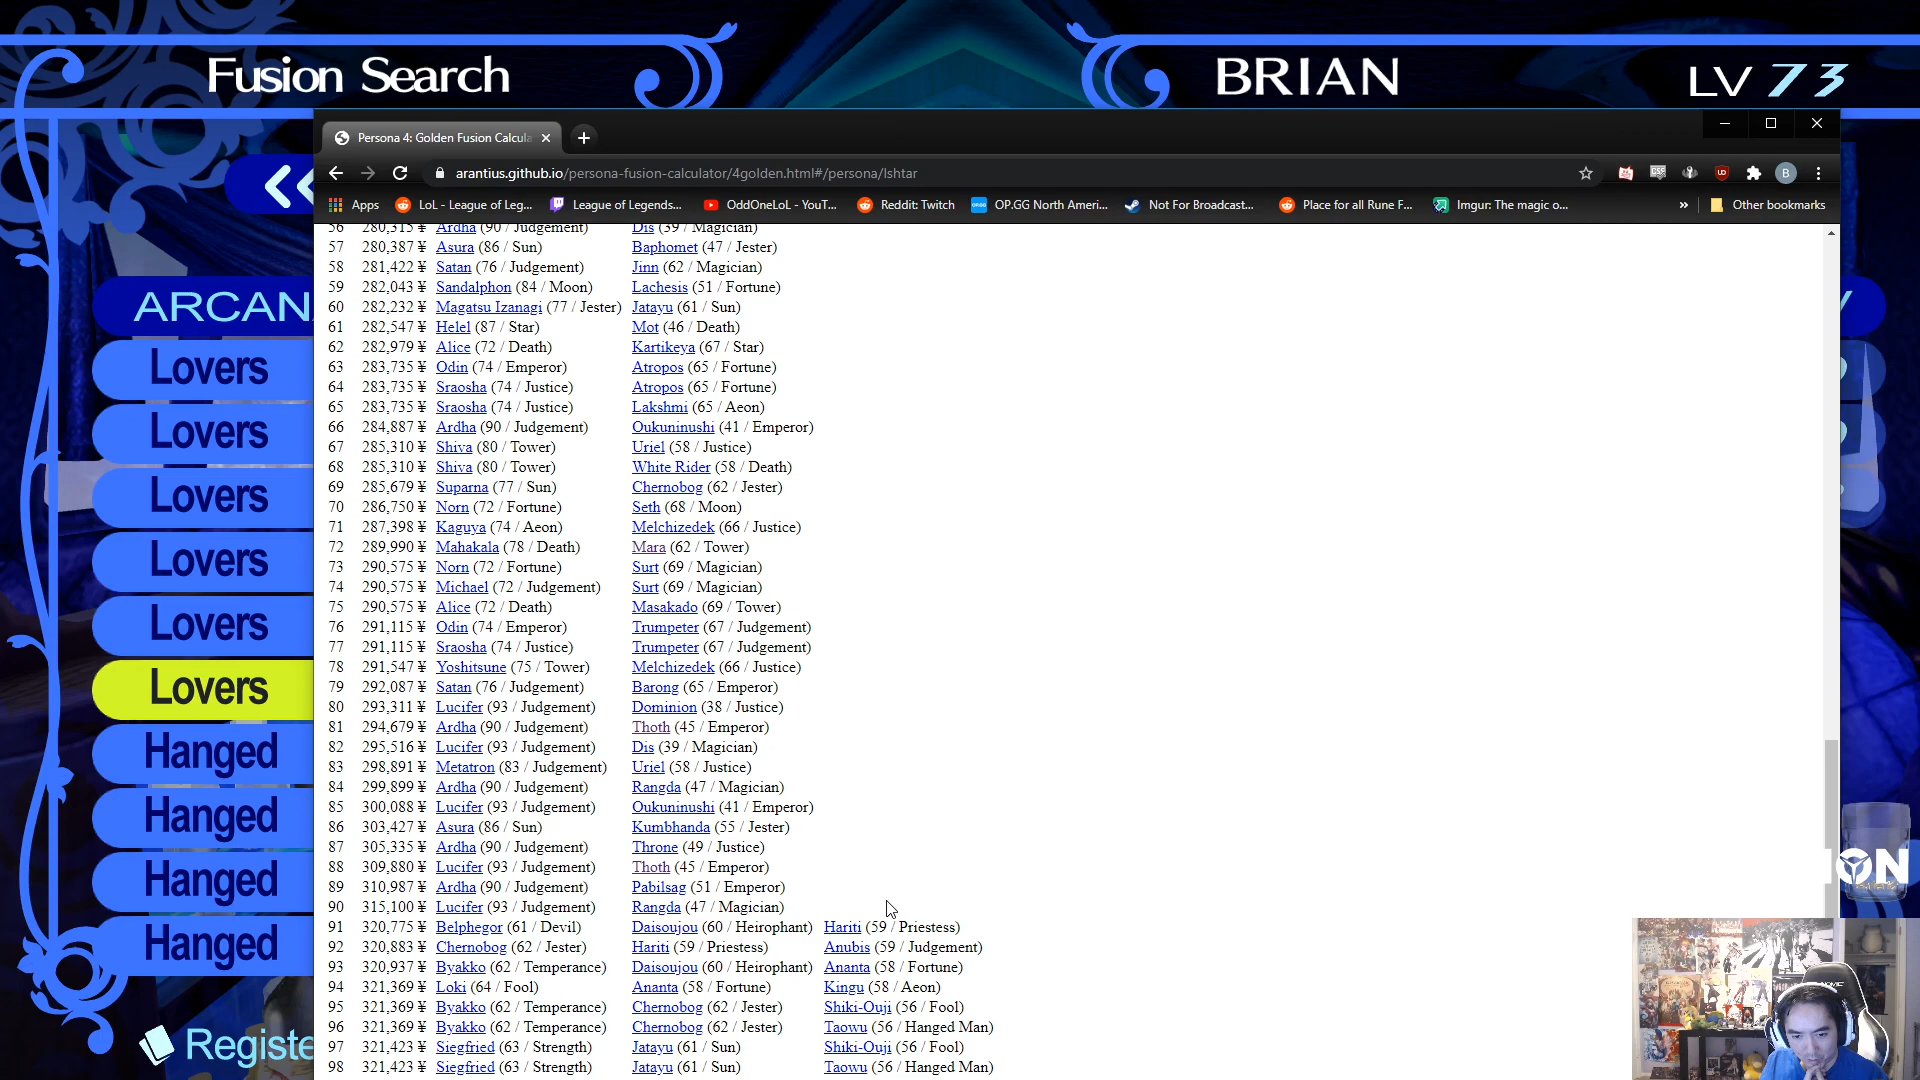 Fusion Search
BRIAN
LV 73
Persona 4: Golden Fusion Calcula
arantius.github.io/persona-fusion-calculator/4golden.html#/persona/Ishtar
B
Apps
LoL - League of Leg...
League of Legends...
OddOneLoL - YouT...
Reddit: Twitch
OP.GG North Ameri...
Not For Broadcast...
Place for all Rune F...
Imgur: The magic o...
»
Other bookmarks
ARCAN
Lovers
Lovers
Lovers
Lovers
Lovers
Lovers
Hanged
Hanged
Hanged
Hanged
Registe
56 280,315 ¥ Ardha (90 / Judgement) Dis (39 / Magician)
57 280,387 ¥ Asura (86 / Sun) Baphomet (47 / Jester)
58 281,422 ¥ Satan (76 / Judgement) Jinn (62 / Magician)
59 282,043 ¥ Sandalphon (84 / Moon) Lachesis (51 / Fortune)
60 282,232 ¥ Magatsu Izanagi (77 / Jester) Jatayu (61 / Sun)
61 282,547 ¥ Helel (87 / Star) Mot (46 / Death)
62 282,979 ¥ Alice (72 / Death) Kartikeya (67 / Star)
63 283,735 ¥ Odin (74 / Emperor) Atropos (65 / Fortune)
64 283,735 ¥ Sraosha (74 / Justice) Atropos (65 / Fortune)
65 283,735 ¥ Sraosha (74 / Justice) Lakshmi (65 / Aeon)
66 284,887 ¥ Ardha (90 / Judgement) Oukuninushi (41 / Emperor)
67 285,310 ¥ Shiva (80 / Tower) Uriel (58 / Justice)
68 285,310 ¥ Shiva (80 / Tower) White Rider (58 / Death)
69 285,679 ¥ Suparna (77 / Sun) Chernobog (62 / Jester)
70 286,750 ¥ Norn (72 / Fortune) Seth (68 / Moon)
71 287,398 ¥ Kaguya (74 / Aeon) Melchizedek (66 / Justice)
72 289,990 ¥ Mahakala (78 / Death) Mara (62 / Tower)
73 290,575 ¥ Norn (72 / Fortune) Surt (69 / Magician)
74 290,575 ¥ Michael (72 / Judgement) Surt (69 / Magician)
75 290,575 ¥ Alice (72 / Death) Masakado (69 / Tower)
76 291,115 ¥ Odin (74 / Emperor) Trumpeter (67 / Judgement)
77 291,115 ¥ Sraosha (74 / Justice) Trumpeter (67 / Judgement)
78 291,547 ¥ Yoshitsune (75 / Tower) Melchizedek (66 / Justice)
79 292,087 ¥ Satan (76 / Judgement) Barong (65 / Emperor)
80 293,311 ¥ Lucifer (93 / Judgement) Dominion (38 / Justice)
81 294,679 ¥ Ardha (90 / Judgement) Thoth (45 / Emperor)
82 295,516 ¥ Lucifer (93 / Judgement) Dis (39 / Magician)
83 298,891 ¥ Metatron (83 / Judgement) Uriel (58 / Justice)
84 299,899 ¥ Ardha (90 / Judgement) Rangda (47 / Magician)
85 300,088 ¥ Lucifer (93 / Judgement) Oukuninushi (41 / Emperor)
86 303,427 ¥ Asura (86 / Sun) Kumbhanda (55 / Jester)
87 305,335 ¥ Ardha (90 / Judgement) Throne (49 / Justice)
88 309,880 ¥ Lucifer (93 / Judgement) Thoth (45 / Emperor)
89 310,987 ¥ Ardha (90 / Judgement) Pabilsag (51 / Emperor)
90 315,100 ¥ Lucifer (93 / Judgement) Rangda (47 / Magician)
91 320,775 ¥ Belphegor (61 / Devil) Daisoujou (60 / Heirophant) Hariti (59 / Priestess)
92 320,883 ¥ Chernobog (62 / Jester) Hariti (59 / Priestess) Anubis (59 / Judgement)
93 320,937 ¥ Byakko (62 / Temperance) Daisoujou (60 / Heirophant) Ananta (58 / Fortune)
94 321,369 ¥ Loki (64 / Fool) Ananta (58 / Fortune) Kingu (58 / Aeon)
95 321,369 ¥ Byakko (62 / Temperance) Chernobog (62 / Jester) Shiki-Ouji (56 / Fool)
96 321,369 ¥ Byakko (62 / Temperance) Chernobog (62 / Jester) Taowu (56 / Hanged Man)
97 321,423 ¥ Siegfried (63 / Strength) Jatayu (61 / Sun) Shiki-Ouji (56 / Fool)
98 321,423 ¥ Siegfried (63 / Strength) Jatayu (61 / Sun) Taowu (56 / Hanged Man)